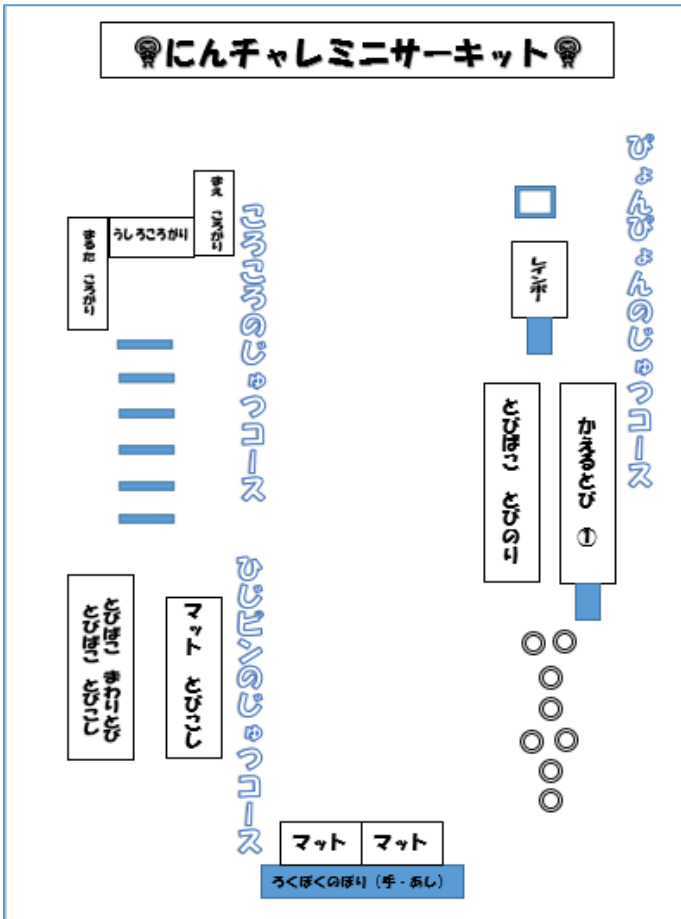 にんチャレミニサーキット
ころころのじゅつコース
まえ ころがり
うしろころがり
まるた ころがり
ぴょんぴょんのじゅつコース
レインボー
とびばこ とびのり
かえるとび ①
ひじピンのじゅつコース
マット とびこし
とびばこ まわりとび
とびばこ とびこし
マット
マット
ろくぼくのぼり（手・あし）